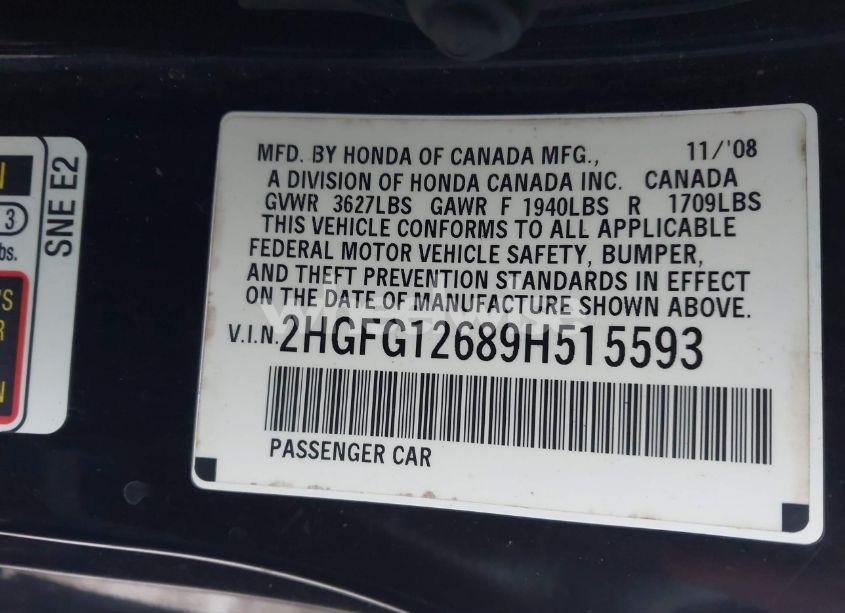 SNE E2
3
bs.
'S
R
N
MFD. BY HONDA OF CANADA MFG., 11/'08
A DIVISION OF HONDA CANADA INC. CANADA
GVWR 3627LBS GAWR F 1940LBS R 1709LBS
THIS VEHICLE CONFORMS TO ALL APPLICABLE
FEDERAL MOTOR VEHICLE SAFETY, BUMPER,
AND THEFT PREVENTION STANDARDS IN EFFECT
ON THE DATE OF MANUFACTURE SHOWN ABOVE.
V.I.N. 2HGFG12689H515593
PASSENGER CAR